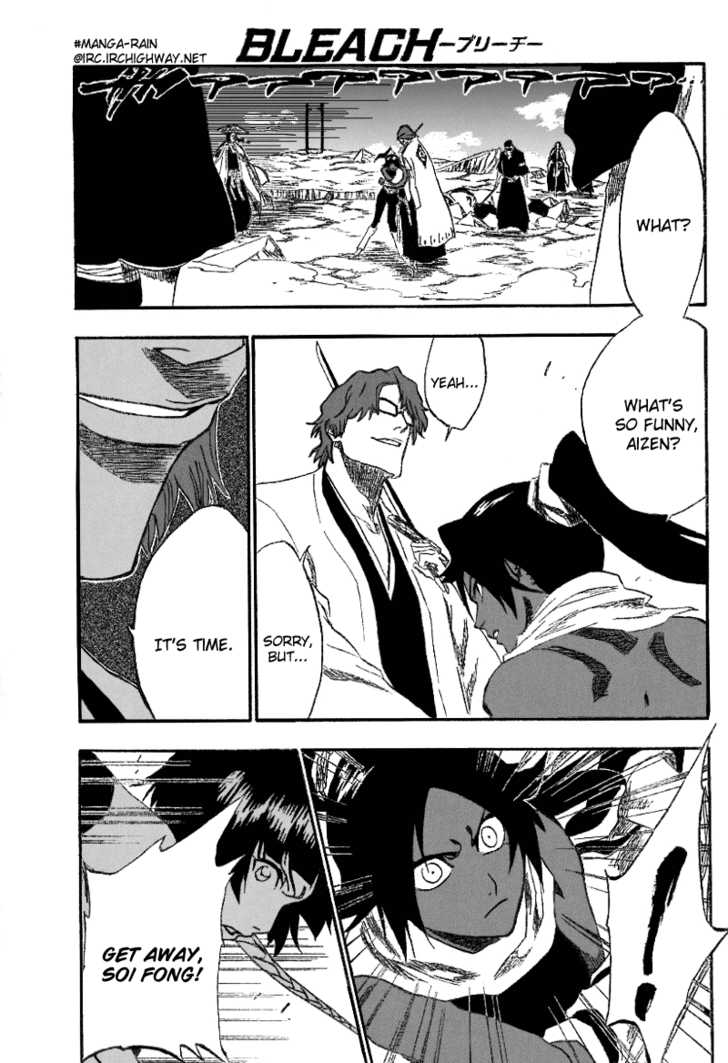 #MANGA-RAIN
@IRC.IRCHIGHWAY.NET
BLEACH—ブリーチ—
WHAT?
WHAT'S
SO FUNNY,
AIZEN?
YEAH...
SORRY,
BUT...
IT'S TIME.
!
GET AWAY,
SOI FONG!